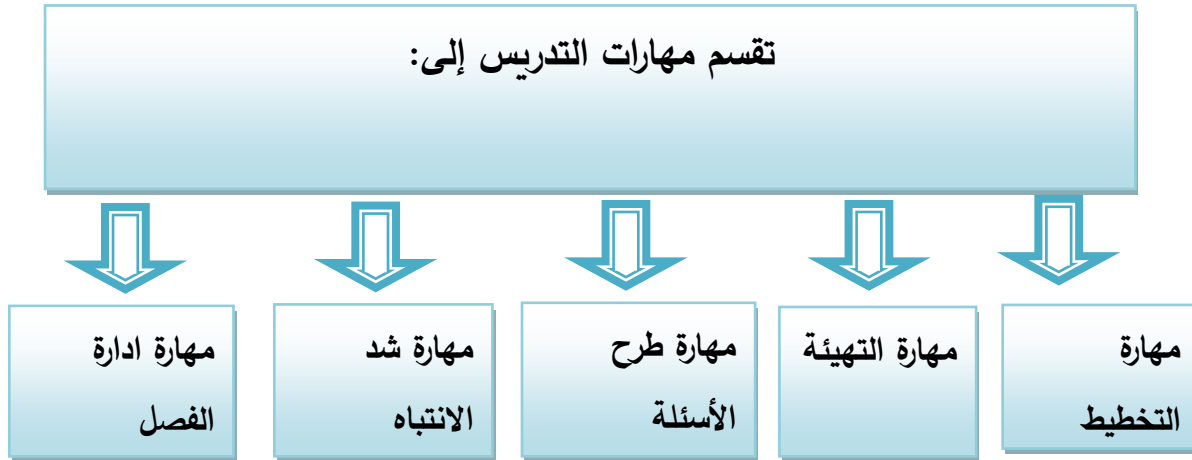 تقسم مهارات التدريس إلى:
مهارة
التخطيط
مهارة التهيئة
مهارة طرح
الأسئلة
مهارة شد
الانتباه
مهارة ادارة
الفصل